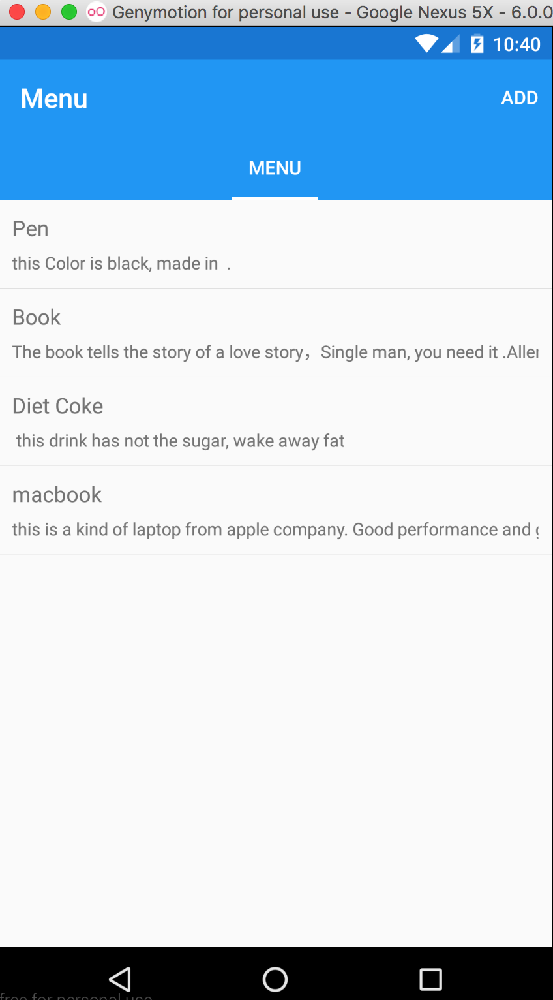 Genymotion for personal use - Google Nexus 5X - 6.0.0
10:40
Menu
ADD
MENU
Pen
this Color is black, made in  .
Book
The book tells the story of a love story，Single man, you need it .Aller
Diet Coke
this drink has not the sugar, wake away fat
macbook
this is a kind of laptop from apple company. Good performance and
free for personal use